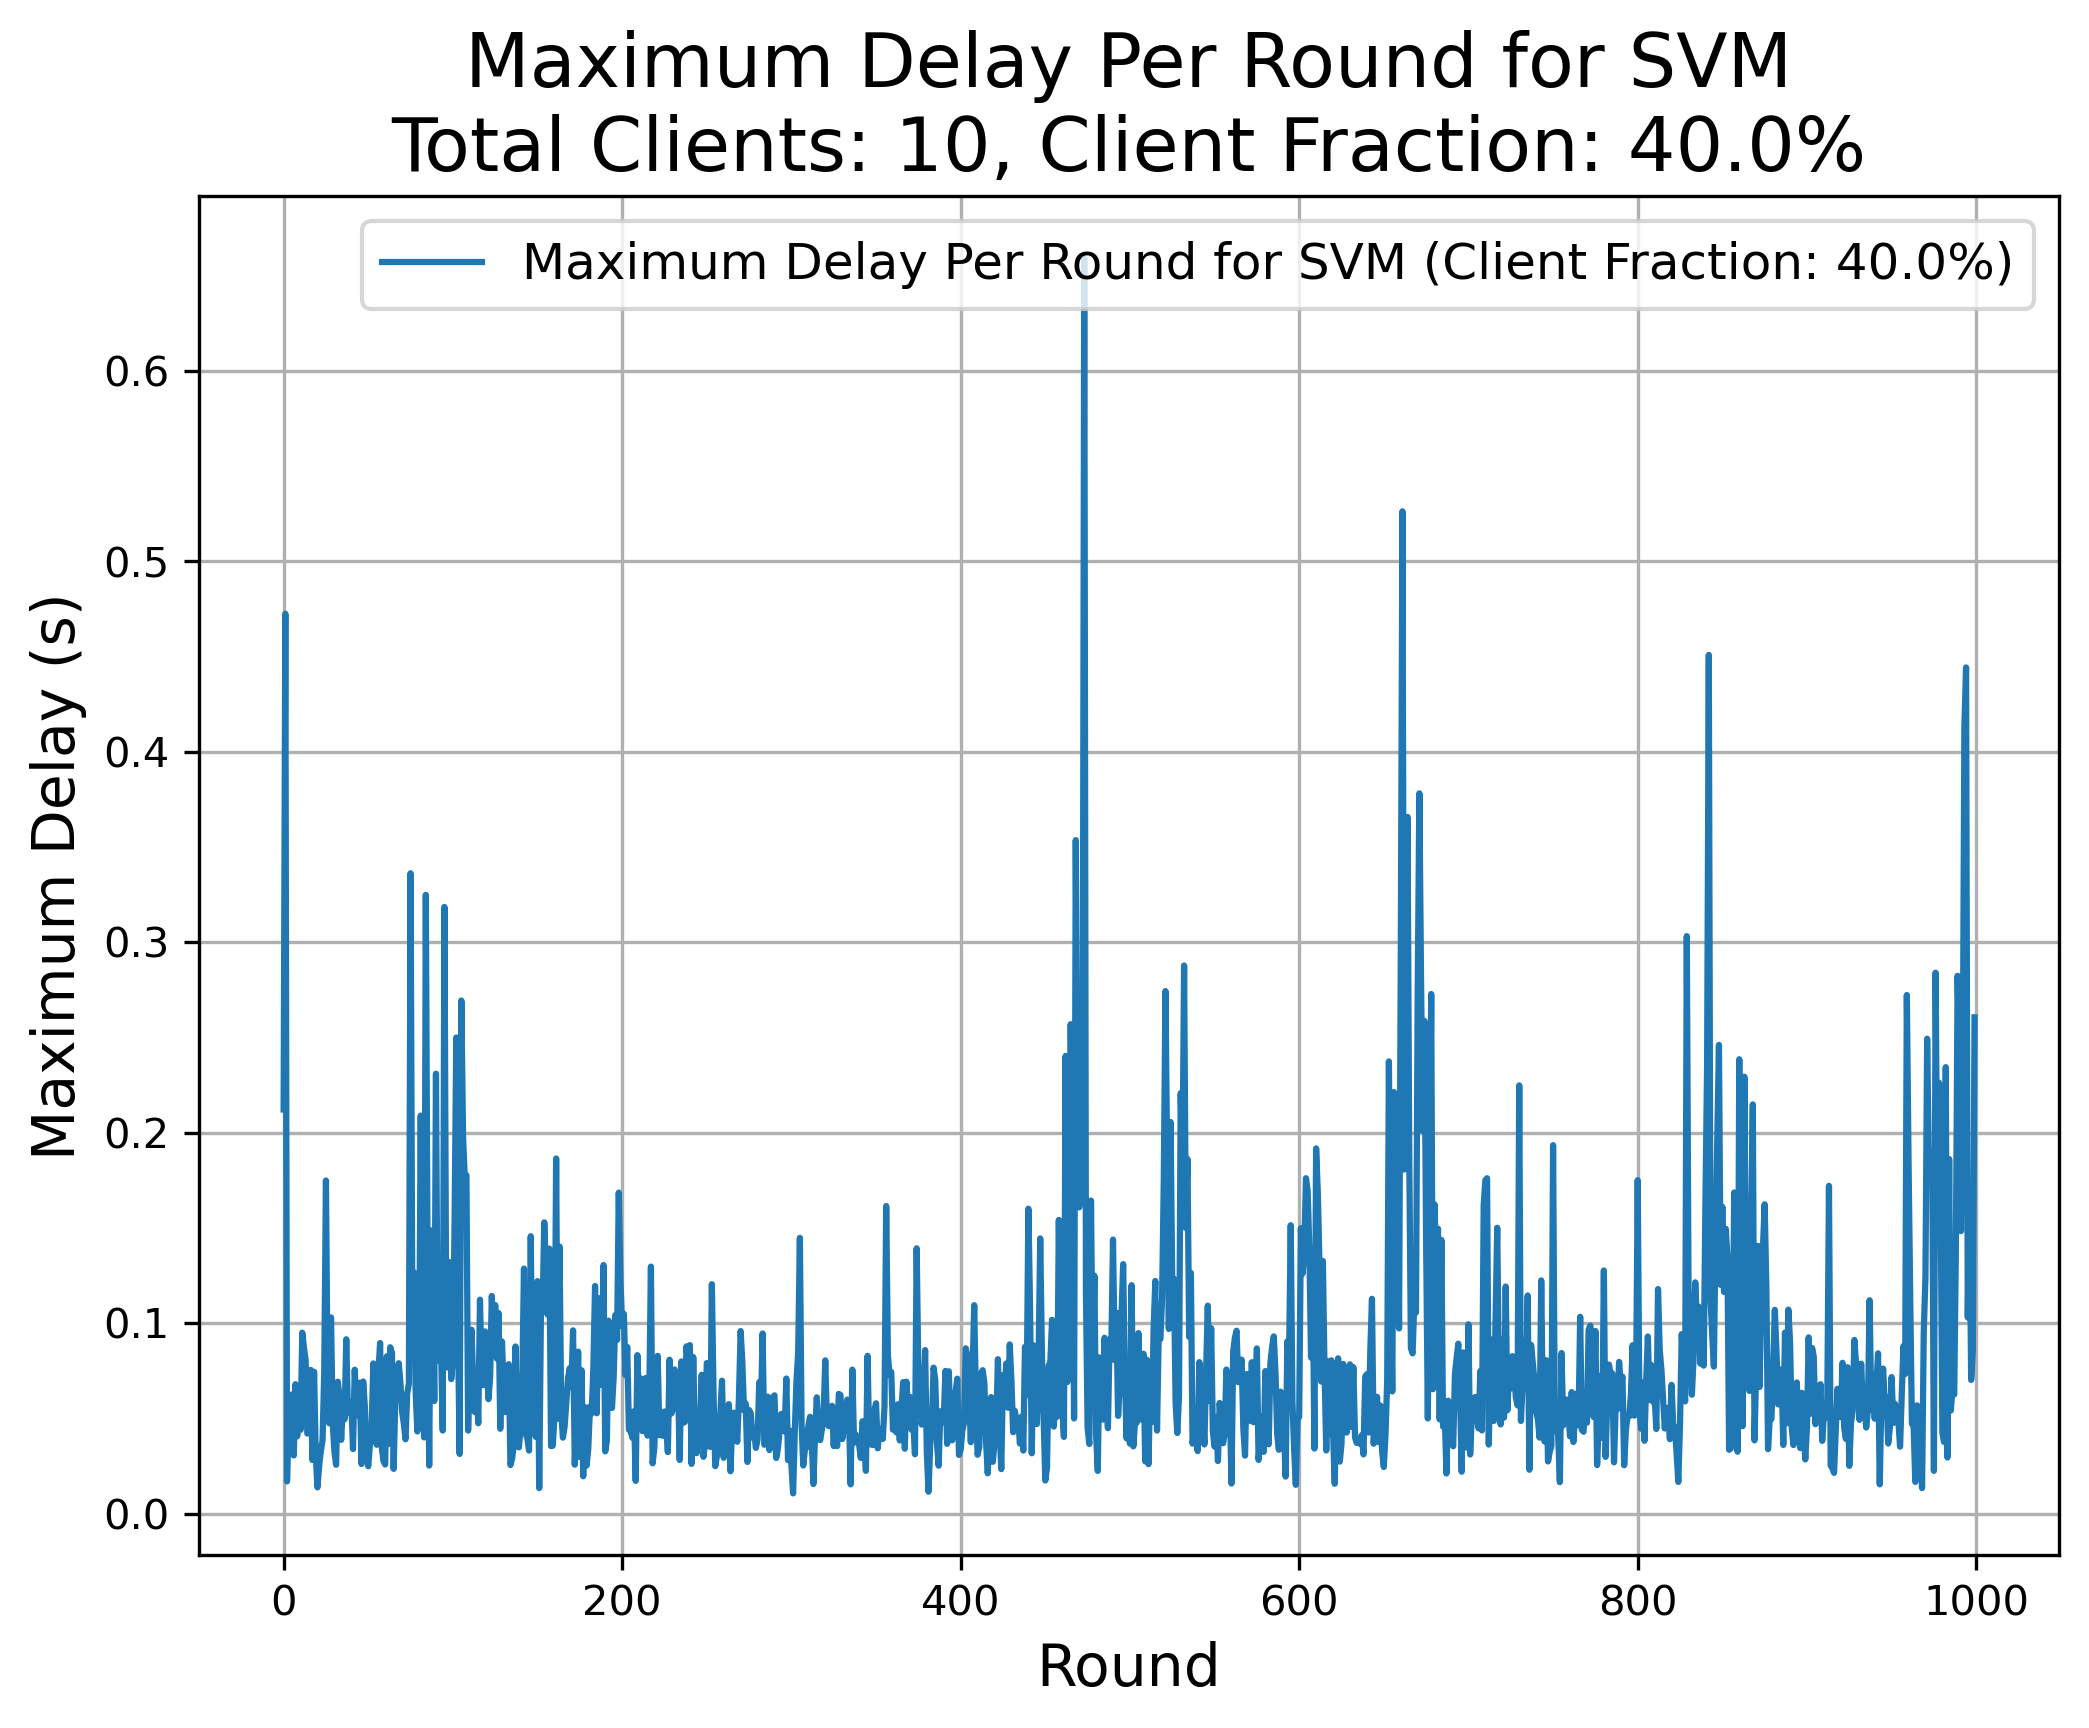 Maximum Delay Per Round for SVM
Total Clients: 10, Client Fraction: 40.0%
Maximum Delay Per Round for SVM (Client Fraction: 40.0%)
Maximum Delay (s)
0.6
0.5
0.4
0.3
0.2
0.1
0.0
0 200 400 600 800 1000
Round